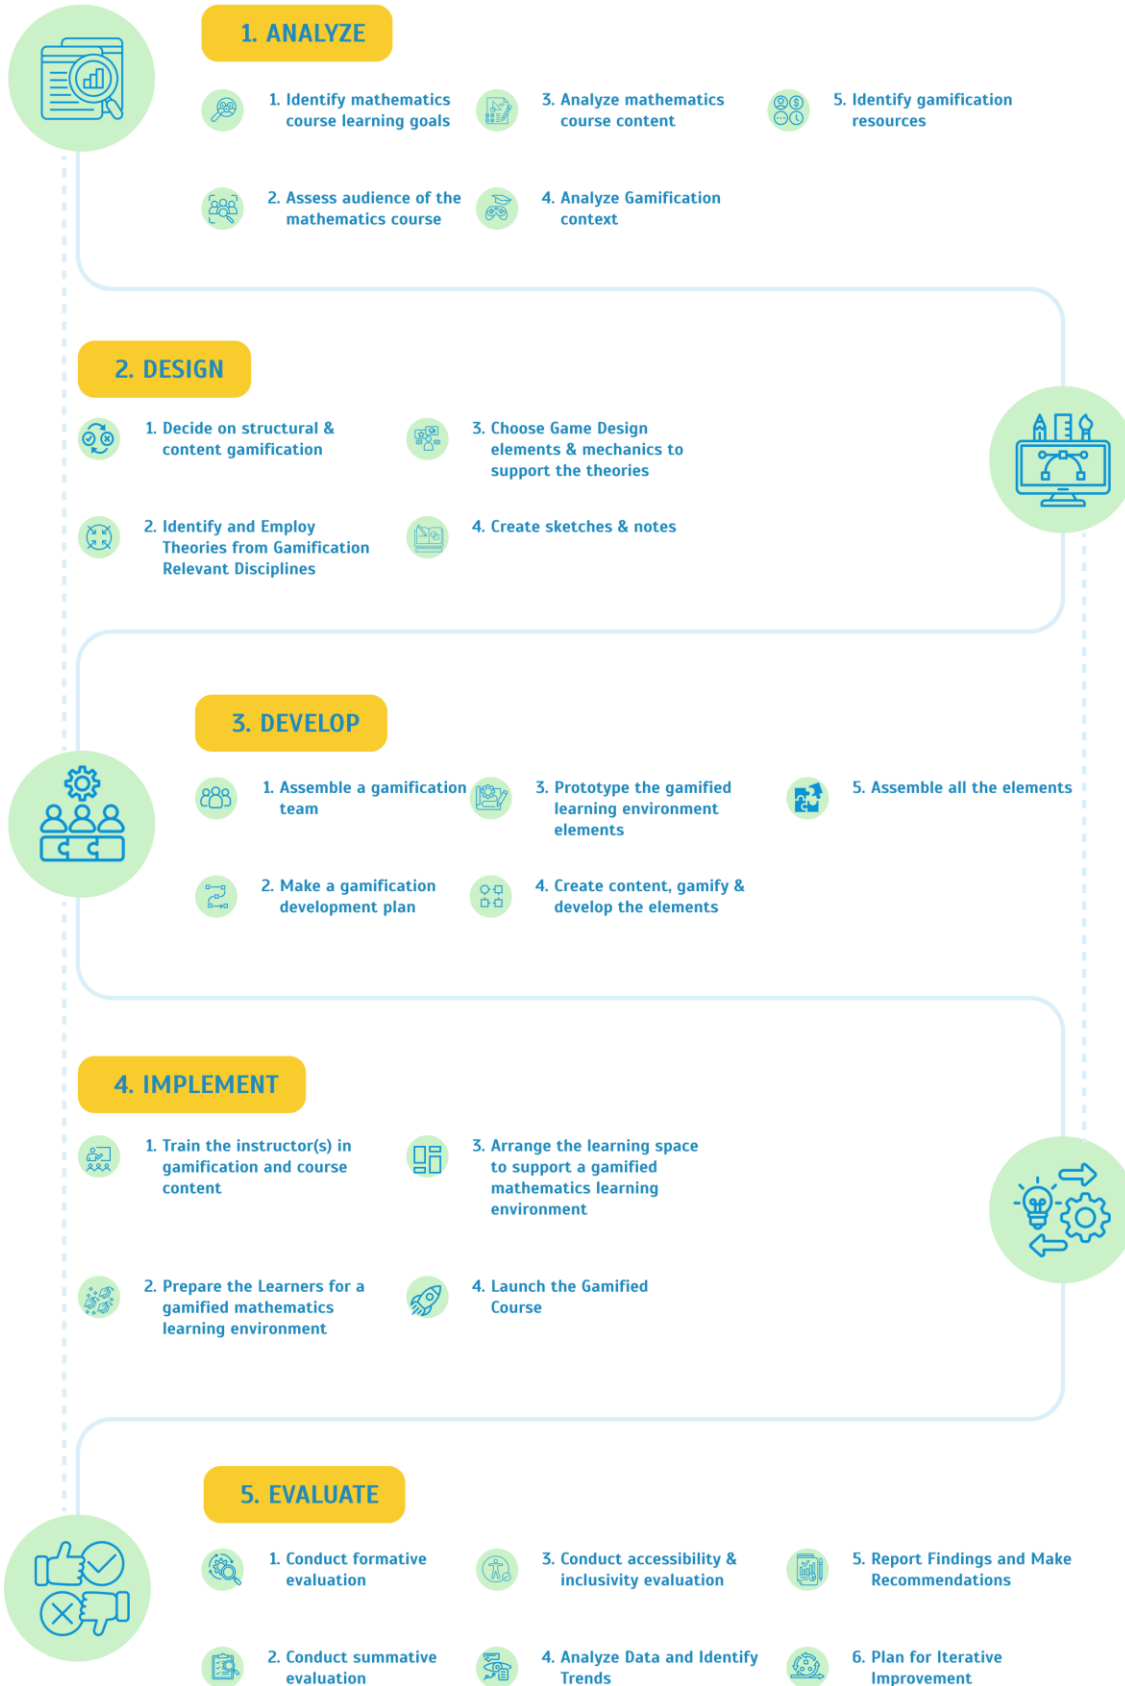 1. ANALYZE
1. Identify mathematics
course learning goals
2. Assess audience of the
mathematics course
3. Analyze mathematics
course content
4. Analyze Gamification
context
5. Identify gamification
resources
2. DESIGN
1. Decide on structural &
content gamification
2. Identify and Employ
Theories from Gamification
Relevant Disciplines
3. Choose Game Design
elements & mechanics to
support the theories
4. Create sketches & notes
3. DEVELOP
1. Assemble a gamification
team
2. Make a gamification
development plan
3. Prototype the gamified
learning environment
elements
4. Create content, gamify &
develop the elements
5. Assemble all the elements
4. IMPLEMENT
1. Train the instructor(s) in
gamification and course
content
2. Prepare the Learners for a
gamified mathematics
learning environment
3. Arrange the learning space
to support a gamified
mathematics learning
environment
4. Launch the Gamified
Course
5. EVALUATE
1. Conduct formative
evaluation
2. Conduct summative
evaluation
3. Conduct accessibility &
inclusivity evaluation
4. Analyze Data and Identify
Trends
5. Report Findings and Make
Recommendations
6. Plan for Iterative
Improvement